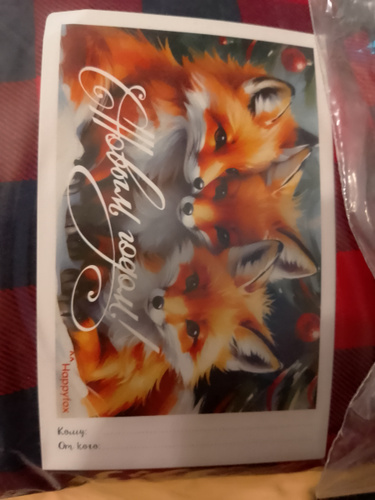 С Новым годом!
^^ Happyfox
Кому:
От кого: